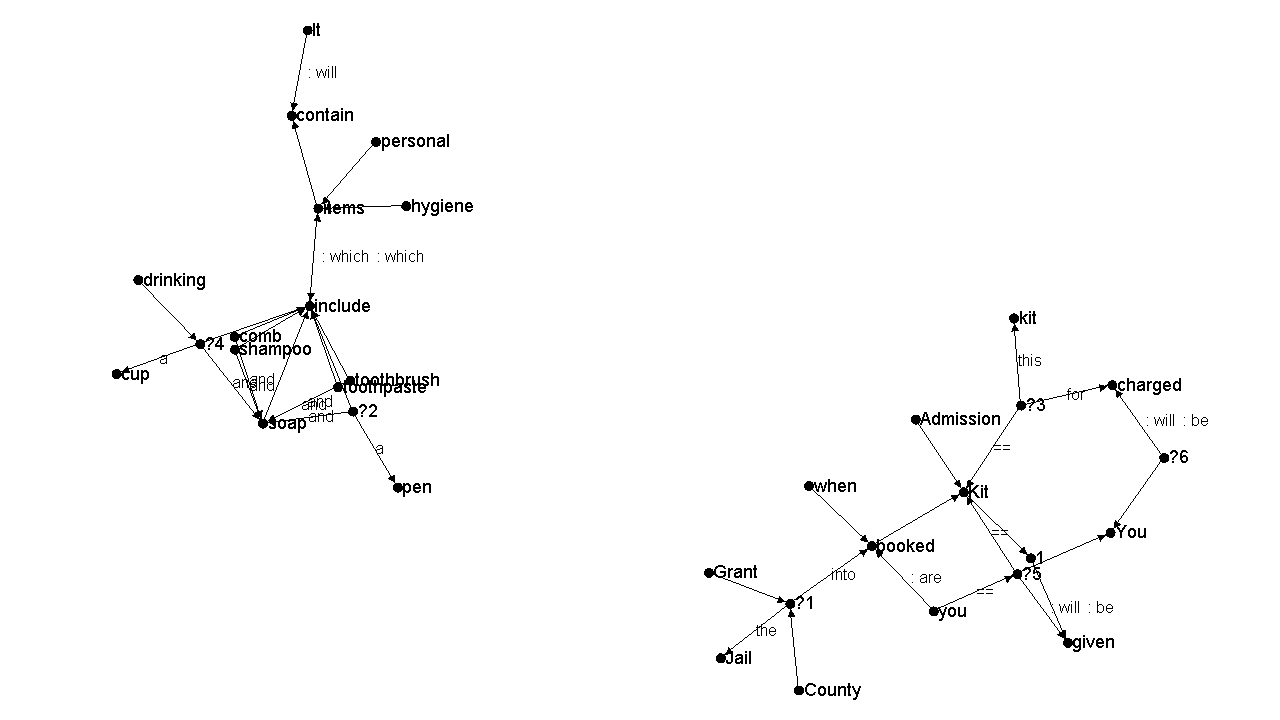 It
: will
contain
personal
items
hygiene
: which : which
drinking
include
?4
comb
shampoo
a
cup
and
and
toothbrush
toothpaste
and
and
and
?2
soap
a
pen
kit
this
charged
for
?3
Admission
: will : be
==
?6
when
Kit
==
You
booked
1
?5
Grant
into
: are
==
?1
you
will : be
the
given
Jail
County